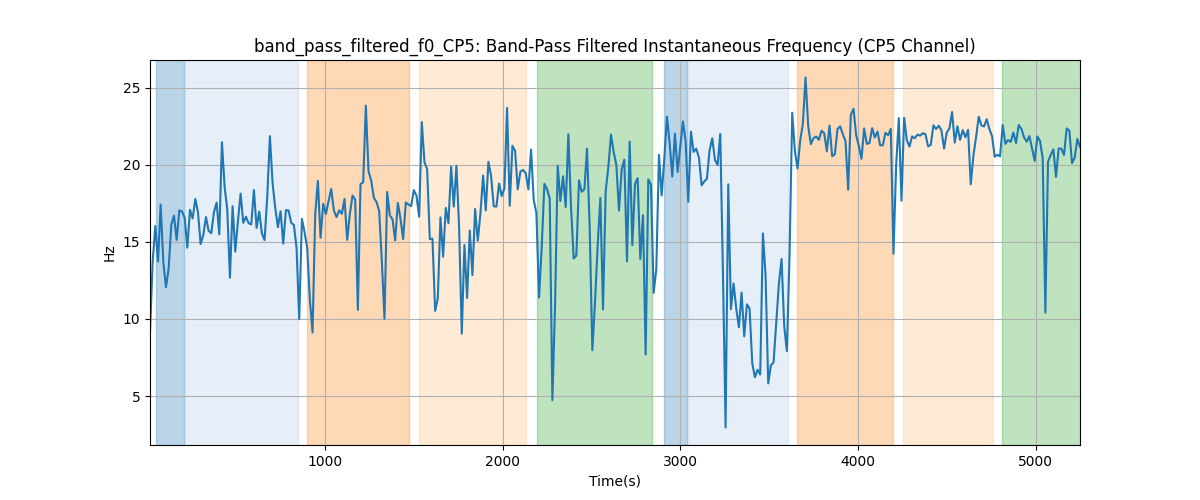 band_pass_filtered_f0_CP5: Band-Pass Filtered Instantaneous Frequency (CP5 Channel)
25
20
15
10
5
Hz
1000 2000 3000 4000 5000
Time(s)